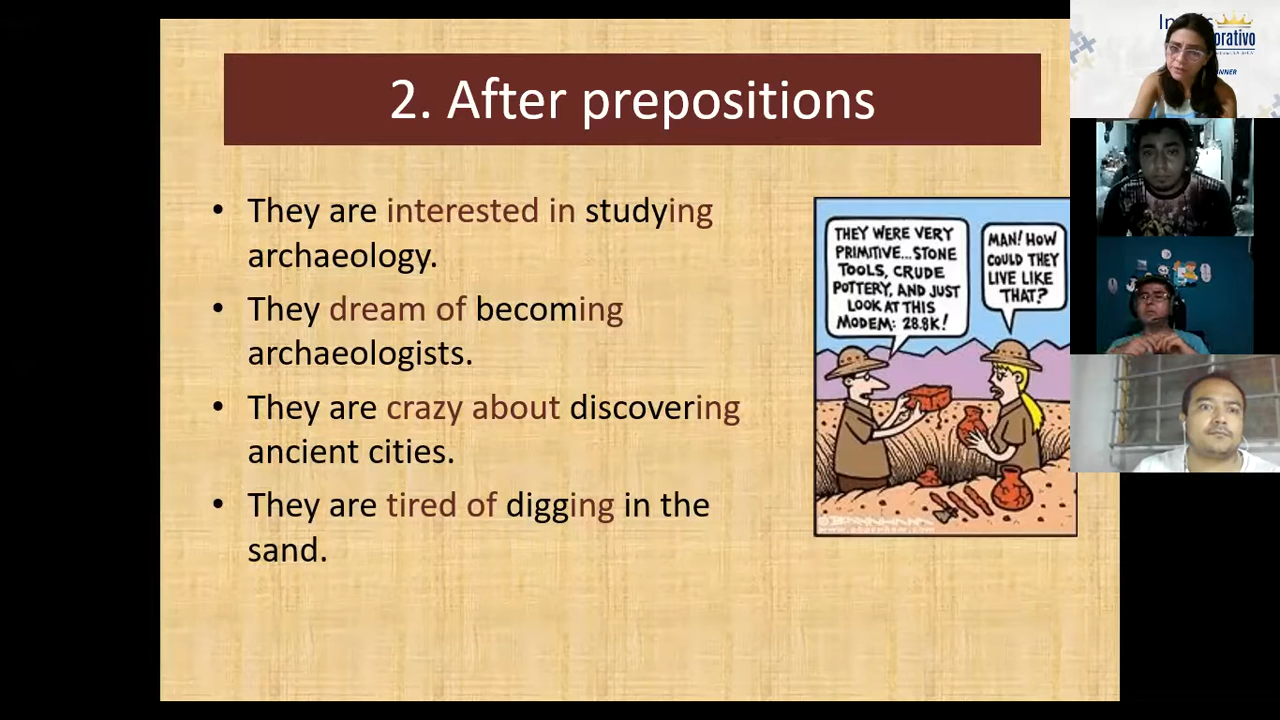 2. After prepositions
• They are interested in studying
archaeology.
• They dream of becoming
archaeologists.
• They are crazy about discovering
ancient cities.
• They are tired of digging in the
sand.
THEY WERE VERY
PRIMITIVE...STONE
TOOLS, CRUDE
POTTERY, AND JUST
LOOK AT THIS
MODEM: 28.8K!
MAN! HOW
COULD THEY
LIVE LIKE
THAT?